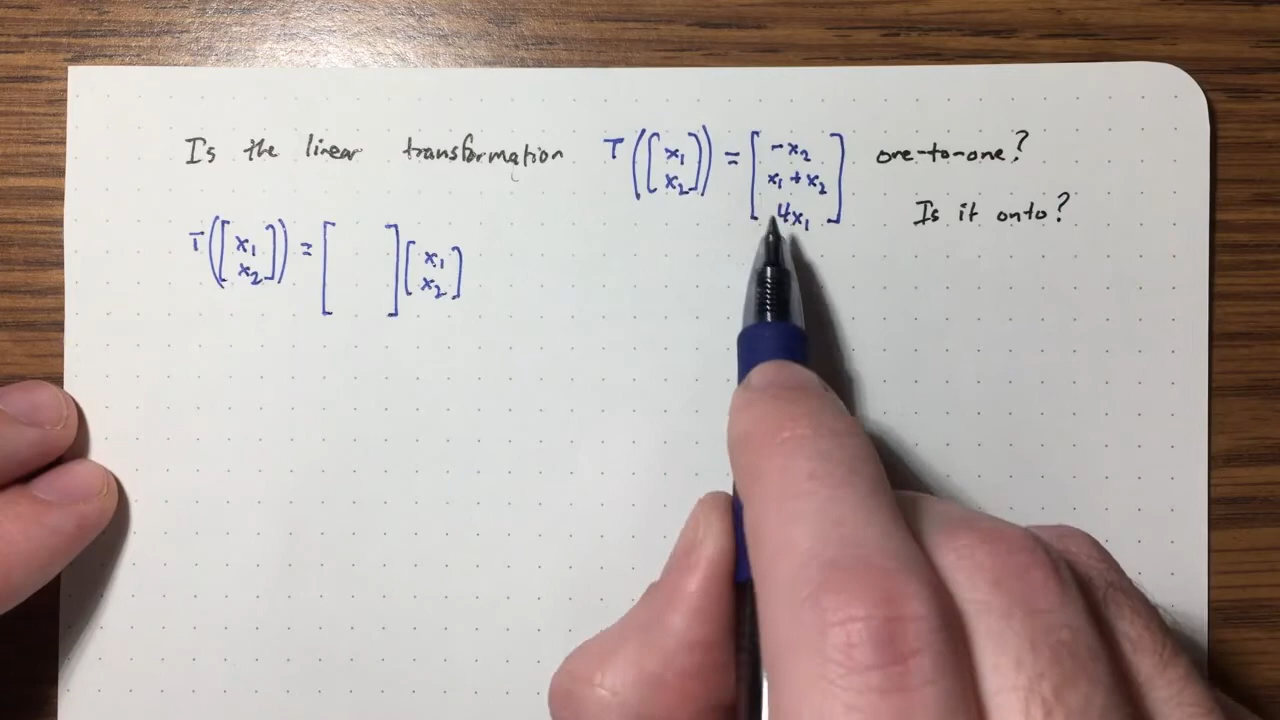 Is the linear transformation T([x₁ x₂]) = [-x₂ x₁+x₂ 4x₁] one-to-one?
Is it onto?
T([x₁ x₂]) = [ ][x₁ x₂]